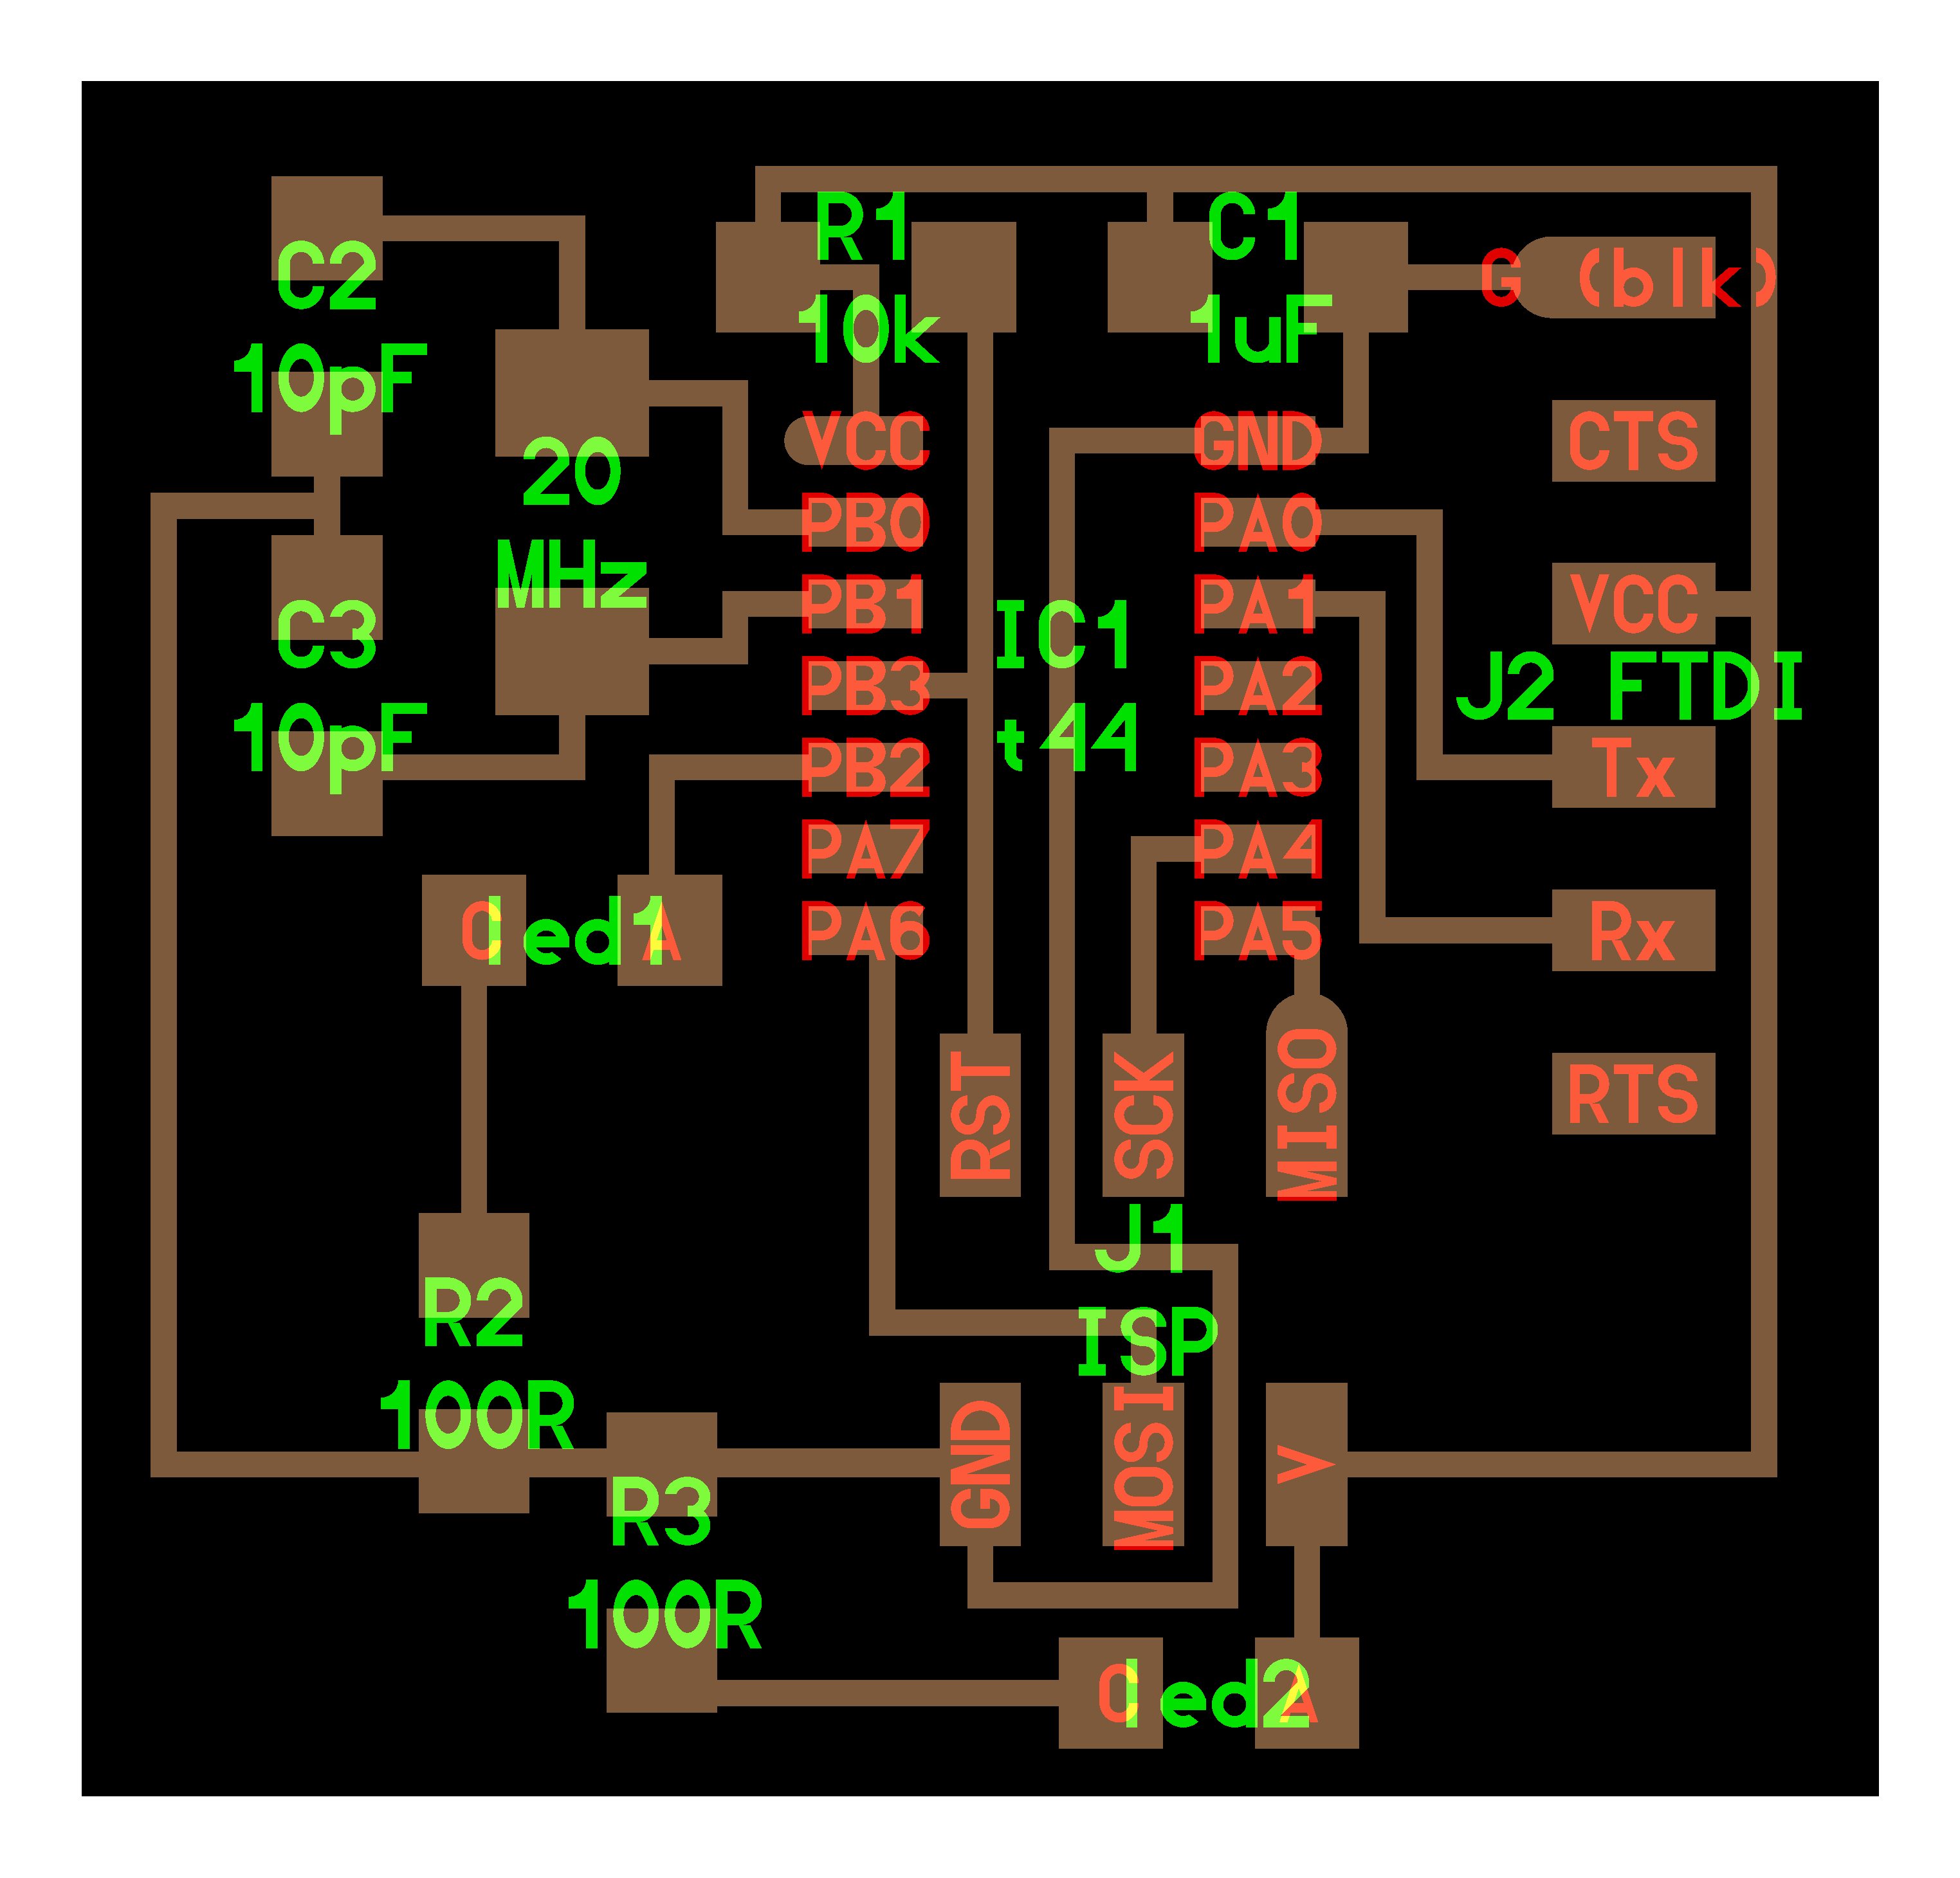 R1
10k
C1
1uF
G (blk)
C2
10pF
20
MHz
C3
10pF
VCC
PB0
PB1
PB3
PB2
PA7
PA6
IC1
t44
GND
PA0
PA1
PA2
PA3
PA4
PA5
CTS
VCC
J2 FTDI
Tx
Rx
RTS
C led1 A
RST
SCK
MISO
J1
ISP
R2
100R
GND
MOSI
V
R3
100R
C led2 A